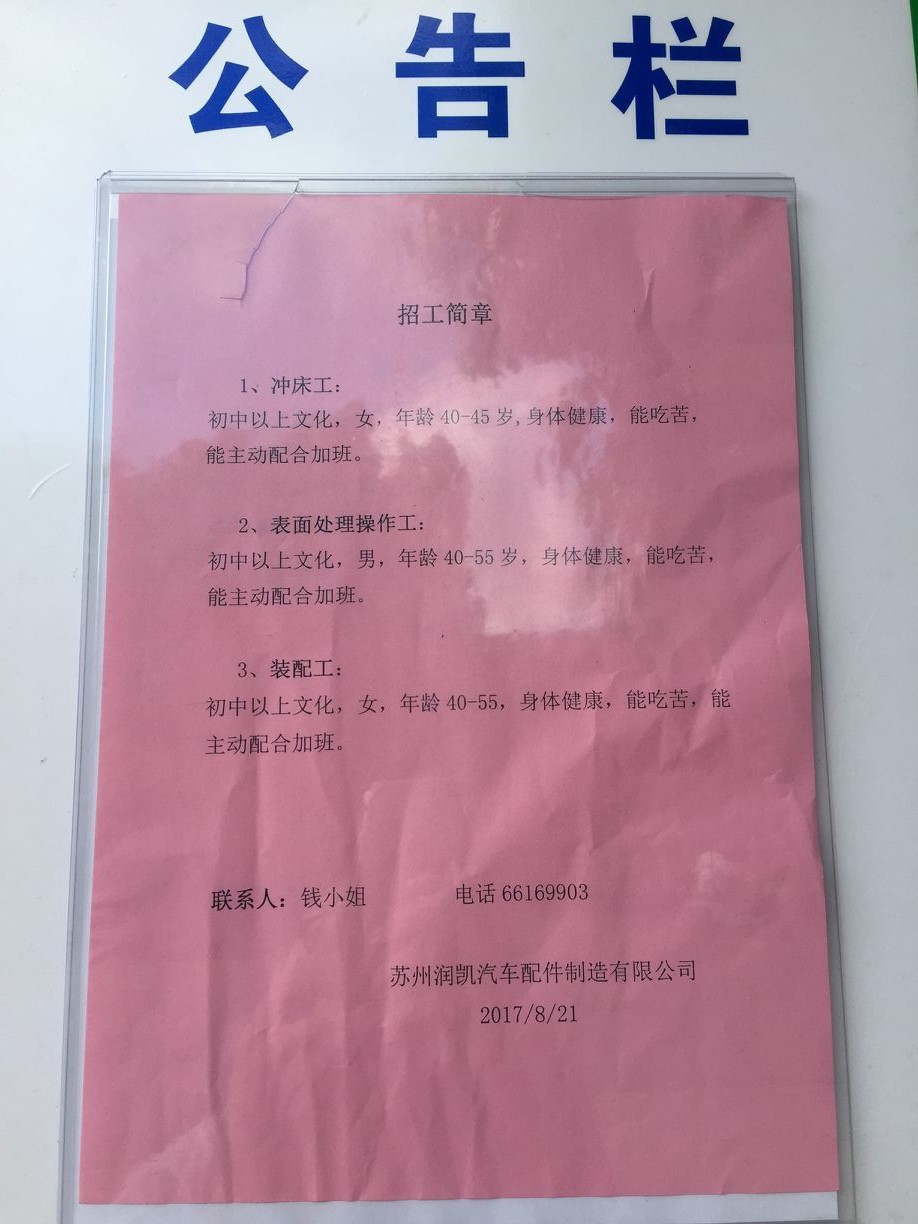 公告栏
招工简章
1、冲床工：
初中以上文化，女，年龄 40-45 岁,身体健康，能吃苦，
能主动配合加班。
2、表面处理操作工：
初中以上文化，男，年龄 40-55 岁，身体健康，能吃苦，
能主动配合加班。
3、装配工：
初中以上文化，女，年龄 40-55，身体健康，能吃苦，能
主动配合加班。
联系人：钱小姐 电话 66169903
苏州润凯汽车配件制造有限公司
2017/8/21